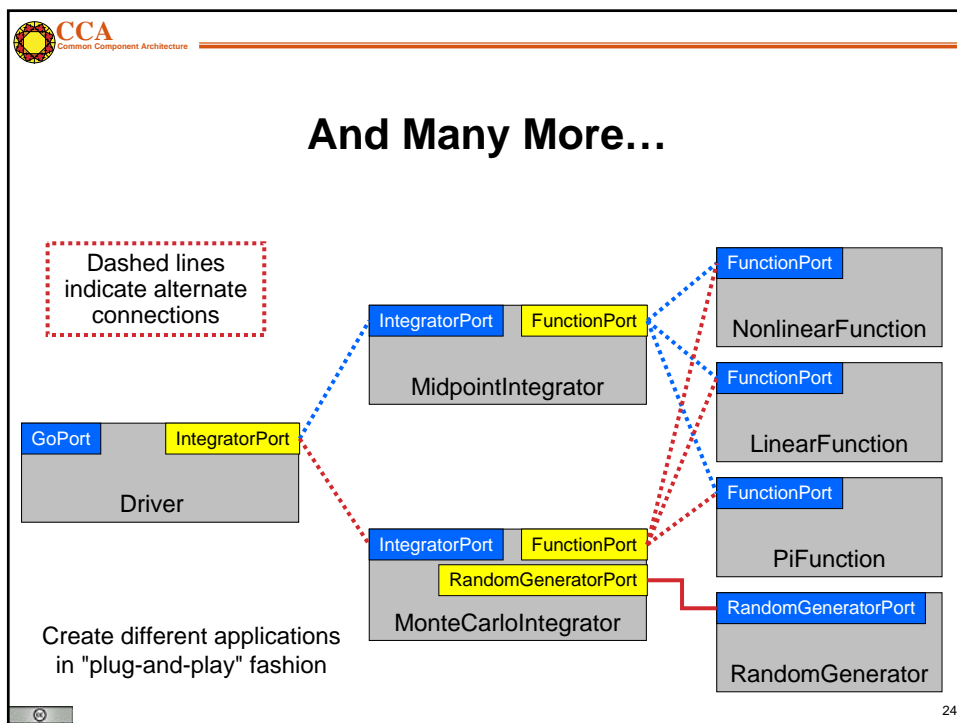 CCA
Common Component Architecture
And Many More…
Dashed lines
indicate alternate
connections
FunctionPort
NonlinearFunction
IntegratorPort
FunctionPort
MidpointIntegrator
FunctionPort
LinearFunction
GoPort
IntegratorPort
Driver
FunctionPort
PiFunction
IntegratorPort
FunctionPort
RandomGeneratorPort
MonteCarloIntegrator
RandomGeneratorPort
RandomGenerator
Create different applications
in "plug-and-play" fashion
cc
24